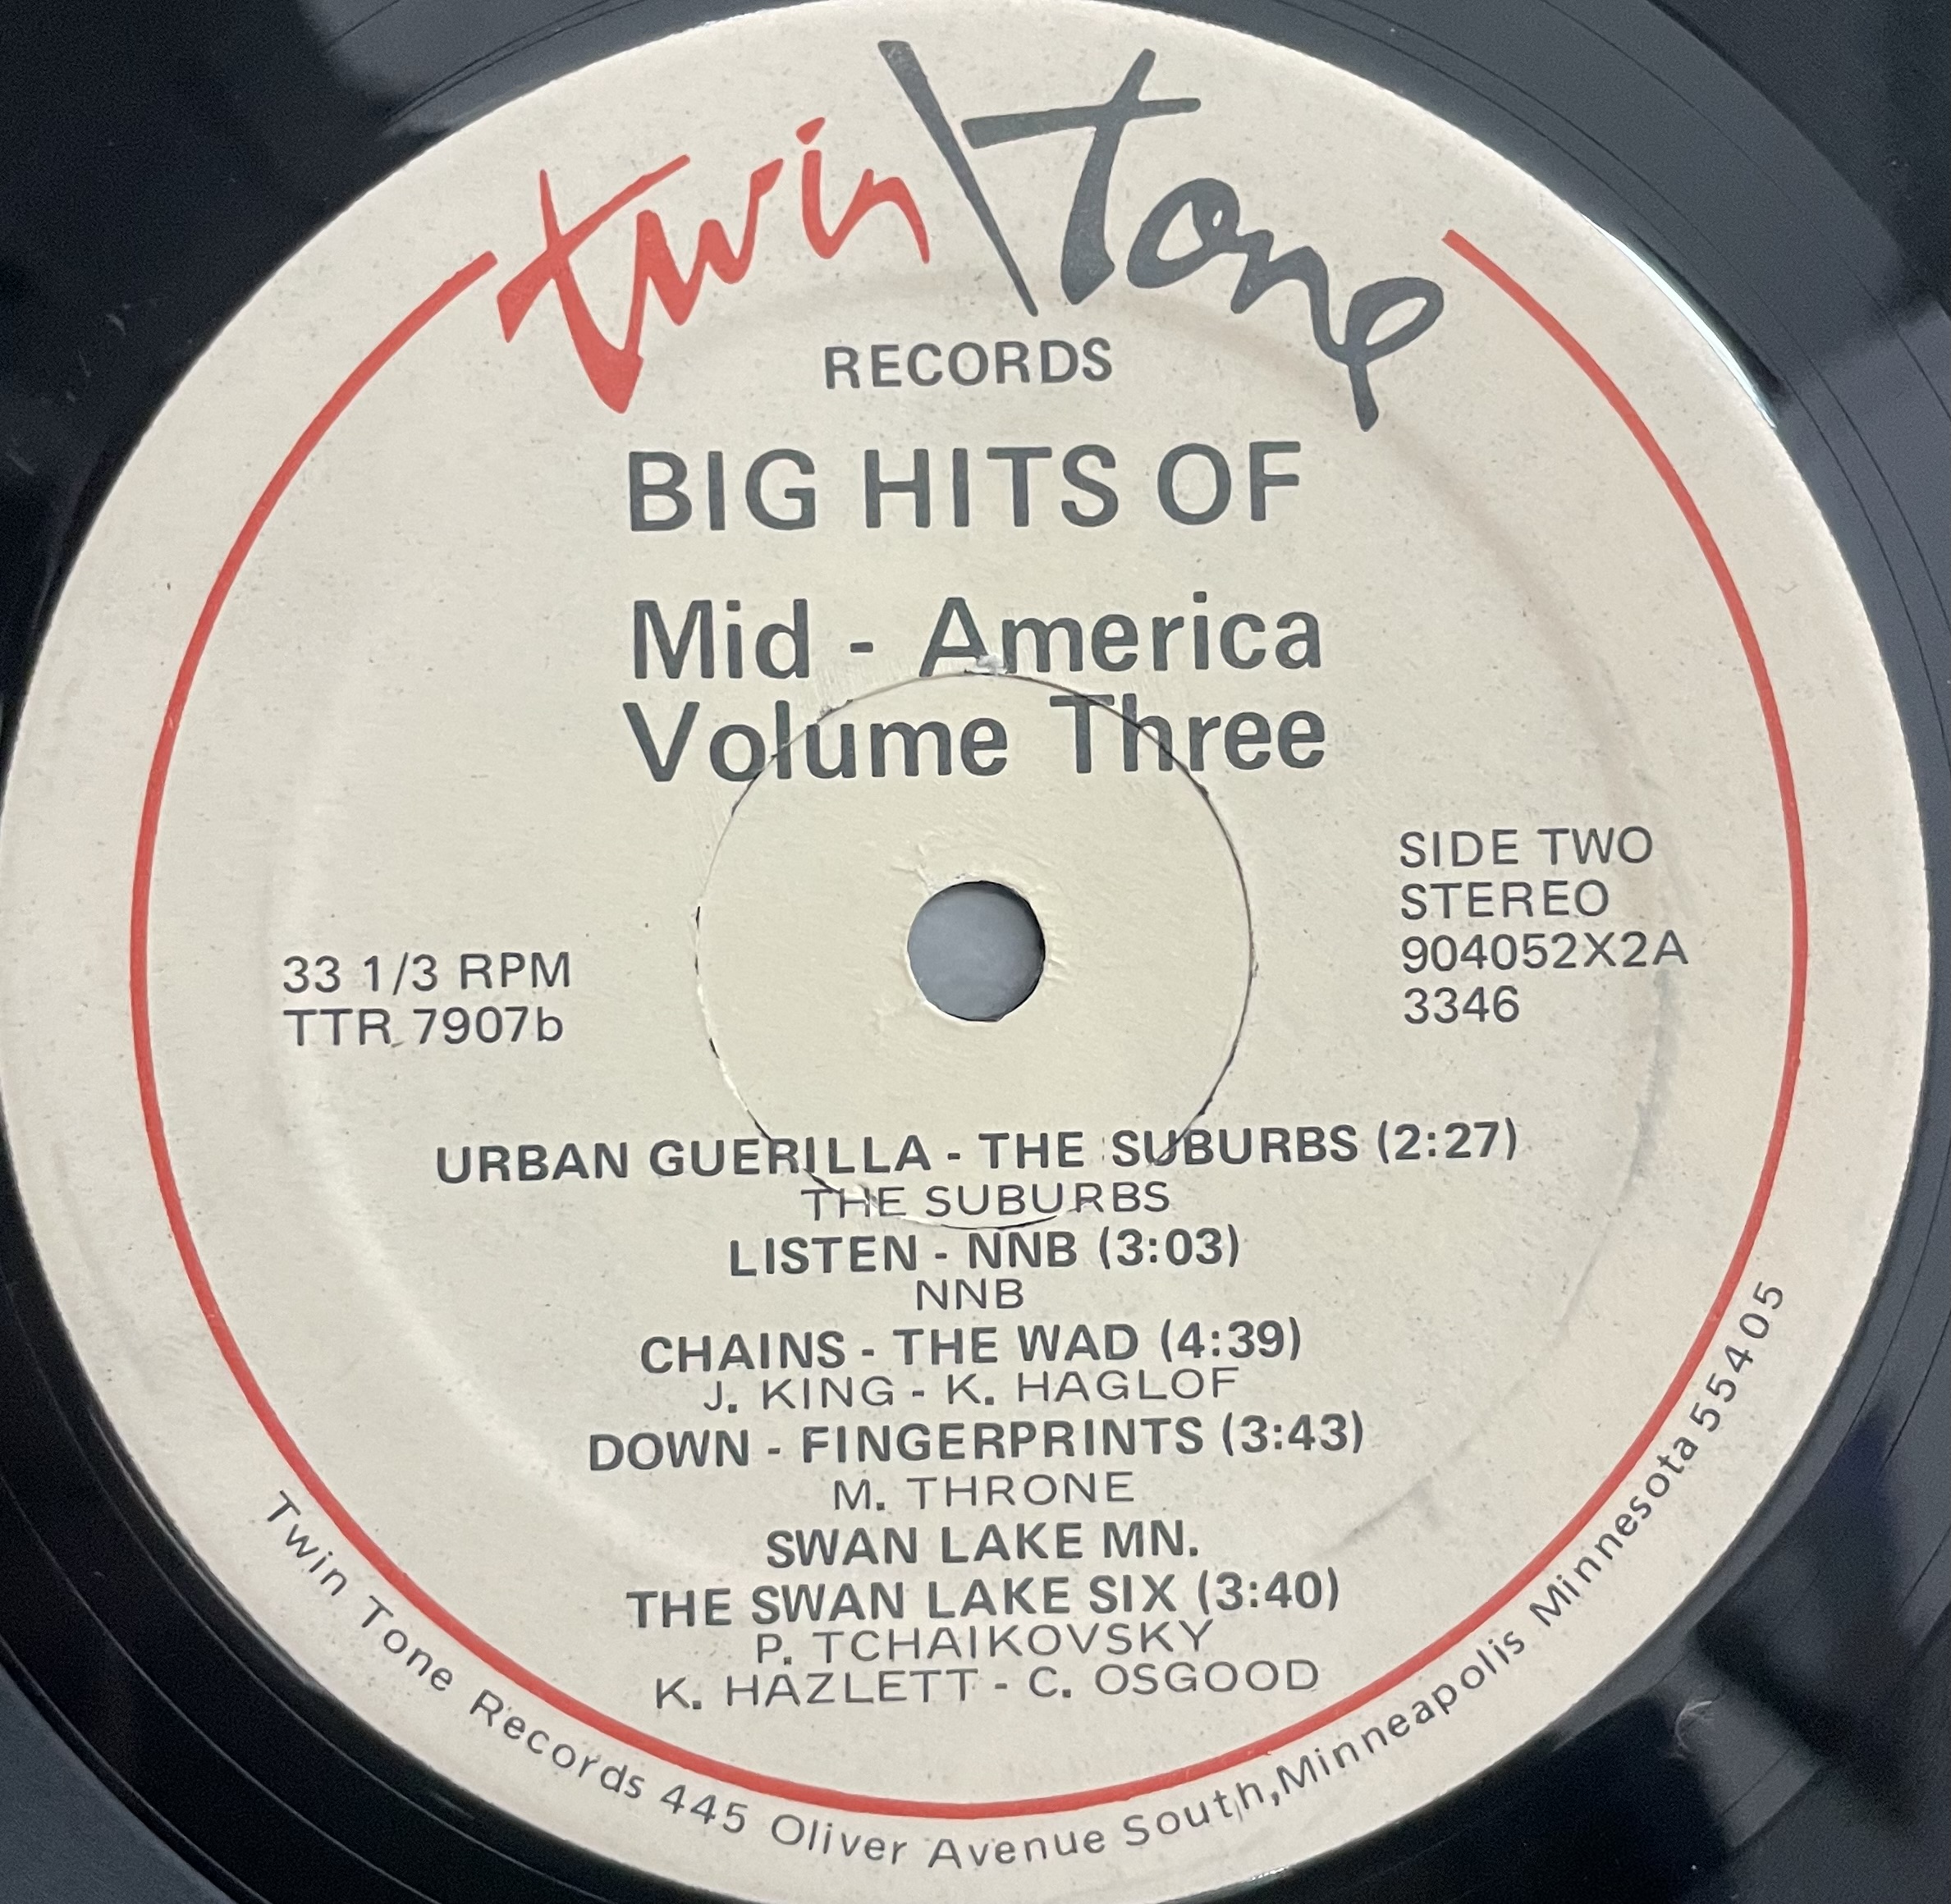 twin\tone
RECORDS
BIG HITS OF
Mid - America
Volume Three
33 1/3 RPM
TTR 7907b
SIDE TWO
STEREO
904052X2A
3346
URBAN GUERILLA - THE SUBURBS (2:27)
THE SUBURBS
LISTEN - NNB (3:03)
NNB
CHAINS - THE WAD (4:39)
J. KING - K. HAGLOF
DOWN - FINGERPRINTS (3:43)
M. THRONE
SWAN LAKE MN.
THE SWAN LAKE SIX (3:40)
P. TCHAIKOVSKY
K. HAZLETT - C. OSGOOD
Twin Tone Records 445 Oliver Avenue South,Minneapolis Minnesota 55405